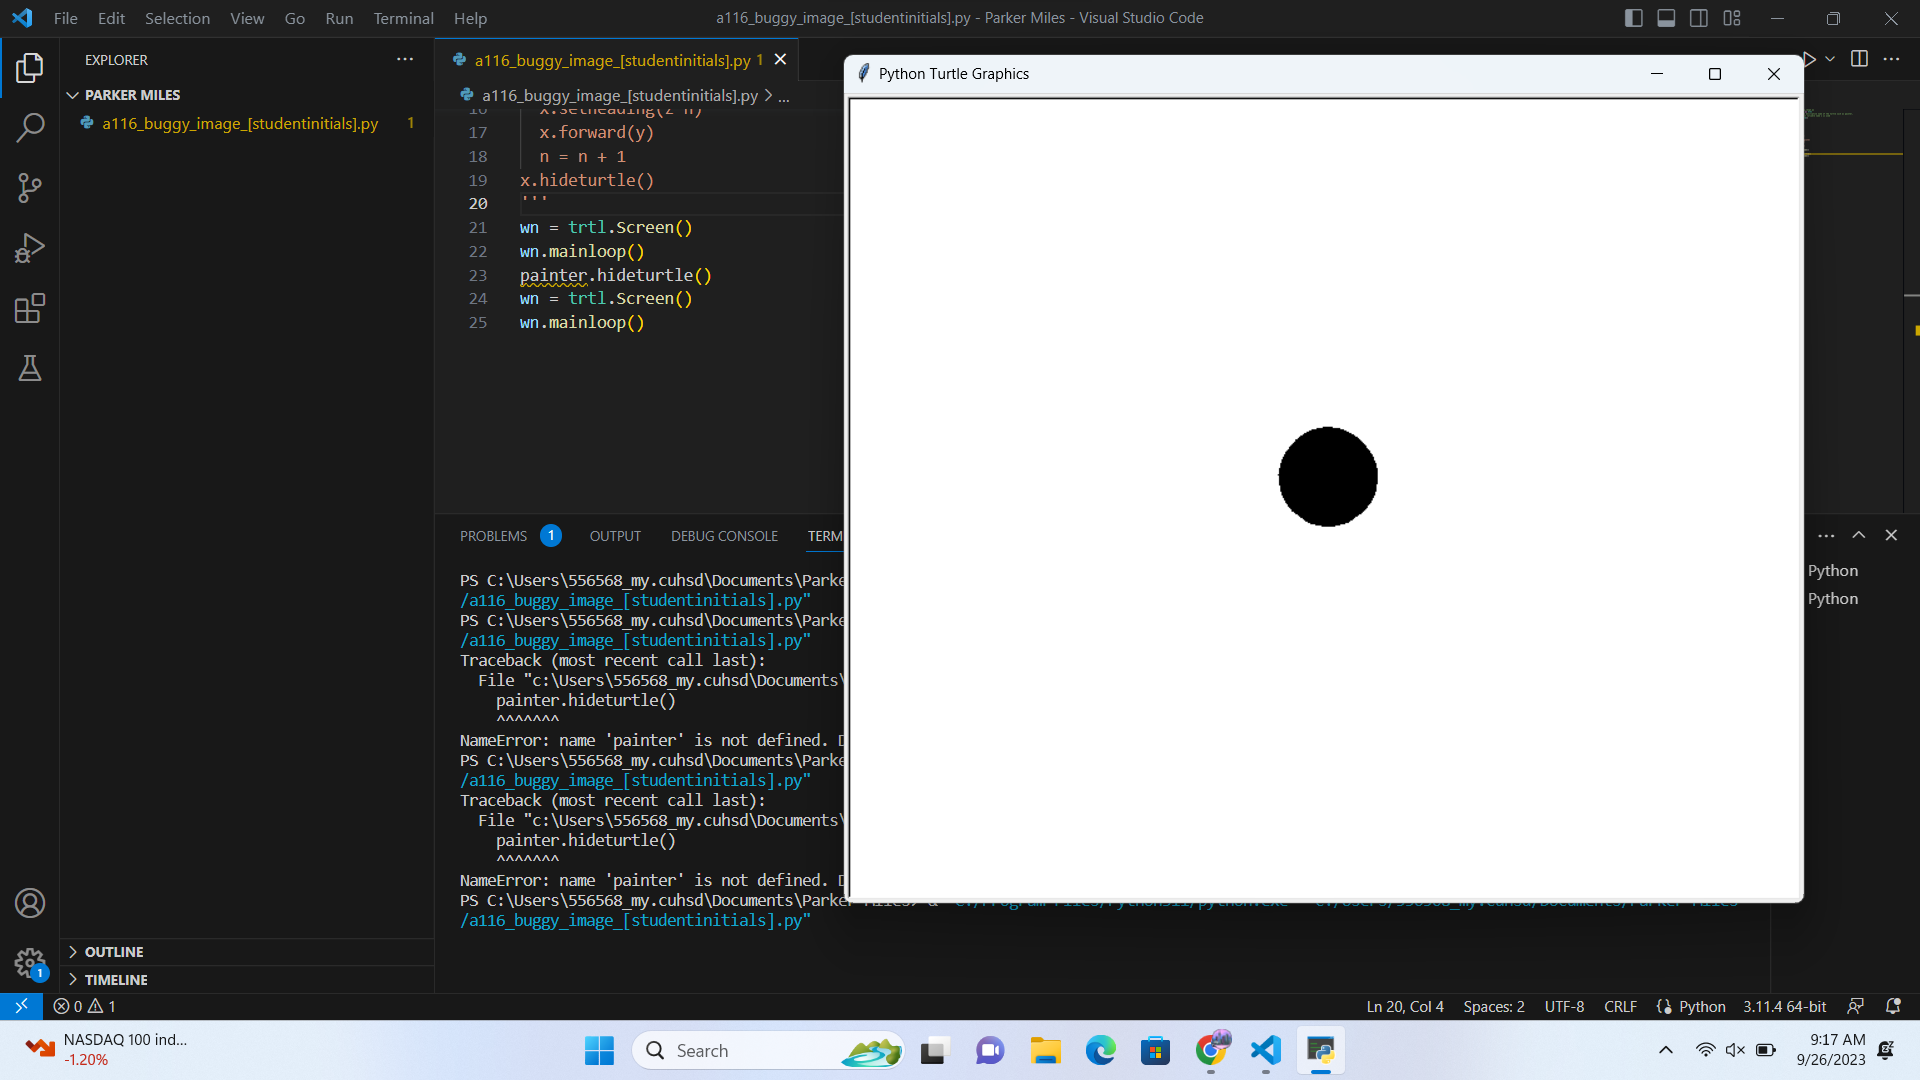 File Edit Selection View Go Run Terminal Help
a116_buggy_image_[studentinitials].py - Parker Miles - Visual Studio Code
EXPLORER
PARKER MILES
a116_buggy_image_[studentinitials].py 1
OUTLINE
TIMELINE
a116_buggy_image_[studentinitials].py 1
a116_buggy_image_[studentinitials].py > ...
17 x.forward(y)
18 n = n + 1
19 x.hideturtle()
20 '''
21 wn = trtl.Screen()
22 wn.mainloop()
23 painter.hideturtle()
24 wn = trtl.Screen()
25 wn.mainloop()
Python Turtle Graphics
PROBLEMS 1 OUTPUT DEBUG CONSOLE TERM
PS C:\Users\556568_my.cuhsd\Documents\Parke
/a116_buggy_image_[studentinitials].py"
PS C:\Users\556568_my.cuhsd\Documents\Parke
/a116_buggy_image_[studentinitials].py"
Traceback (most recent call last):
File "c:\Users\556568_my.cuhsd\Documents\
painter.hideturtle()
^^^^^^^
NameError: name 'painter' is not defined. D
PS C:\Users\556568_my.cuhsd\Documents\Parke
/a116_buggy_image_[studentinitials].py"
Traceback (most recent call last):
File "c:\Users\556568_my.cuhsd\Documents\
painter.hideturtle()
^^^^^^^
NameError: name 'painter' is not defined. D
PS C:\Users\556568_my.cuhsd\Documents\Parke
/a116_buggy_image_[studentinitials].py"
Python
Python
1
0 1
Ln 20, Col 4 Spaces: 2 UTF-8 CRLF Python 3.11.4 64-bit
NASDAQ 100 ind...
-1.20%
Search
9:17 AM
9/26/2023